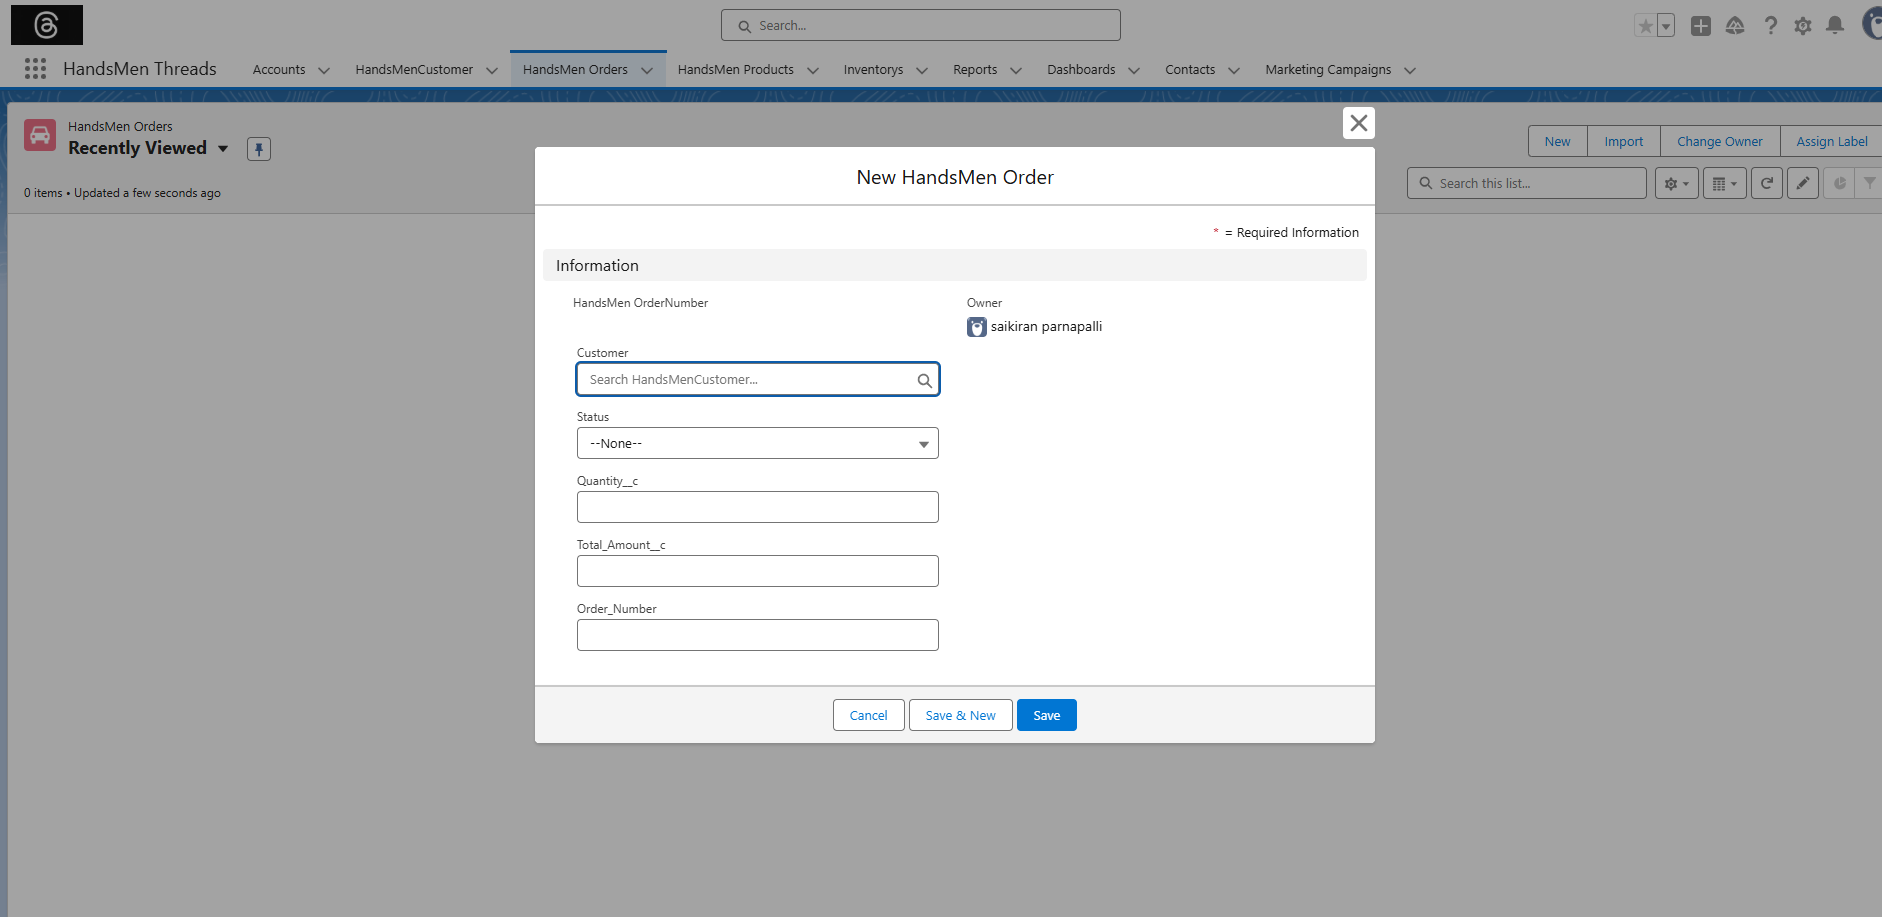 Search...
HandsMen Threads
Accounts
HandsMenCustomer
HandsMen Orders
HandsMen Products
Inventorys
Reports
Dashboards
Contacts
Marketing Campaigns
HandsMen Orders
Recently Viewed
New
Import
Change Owner
Assign Label
0 items • Updated a few seconds ago
Search this list...
New HandsMen Order
* = Required Information
Information
HandsMen OrderNumber
Owner
saikiran parnapalli
Customer
Search HandsMenCustomer...
Status
--None--
Quantity__c
Total_Amount__c
Order_Number
Cancel
Save & New
Save